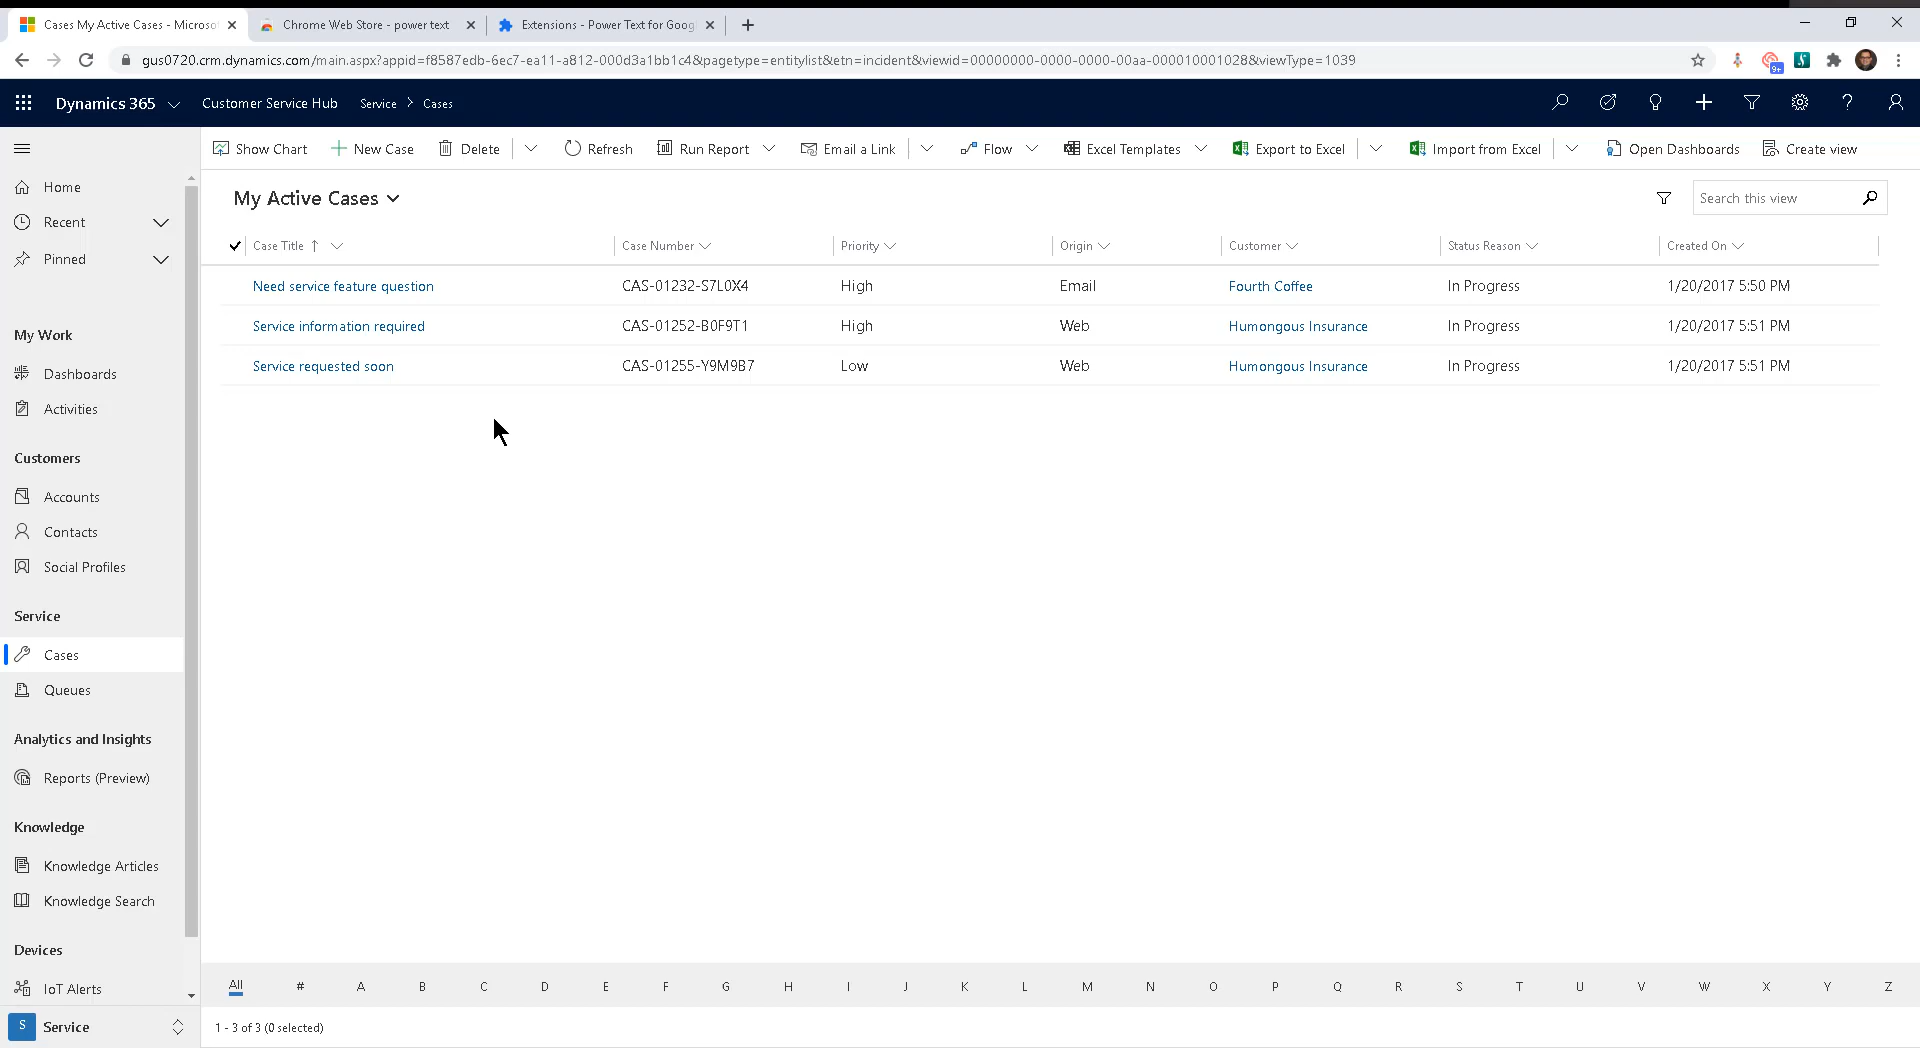 Cases My Active Cases - Microso
Chrome Web Store - power text
Extensions - Power Text for Goog
gus0720.crm.dynamics.com/main.aspx?appid=f8587edb-6ec7-ea11-a812-000d3a1bb1c4&pagetype=entitylist&etn=incident&viewid=00000000-0000-0000-00aa-000010001028&viewType=1039
9+
Dynamics 365
Customer Service Hub
Service > Cases
Show Chart
New Case
Delete
Refresh
Run Report
Email a Link
Flow
Excel Templates
Export to Excel
Import from Excel
Open Dashboards
Create view
Home
Recent
Pinned
My Work
Dashboards
Activities
Customers
Accounts
Contacts
Social Profiles
Service
Cases
Queues
Analytics and Insights
Reports (Preview)
Knowledge
Knowledge Articles
Knowledge Search
Devices
IoT Alerts
S Service
My Active Cases
Search this view
Case Title ↑ Case Number Priority Origin Customer Status Reason Created On
Need service feature question CAS-01232-S7L0X4 High Email Fourth Coffee In Progress 1/20/2017 5:50 PM
Service information required CAS-01252-B0F9T1 High Web Humongous Insurance In Progress 1/20/2017 5:51 PM
Service requested soon CAS-01255-Y9M9B7 Low Web Humongous Insurance In Progress 1/20/2017 5:51 PM
All # A B C D E F G H I J K L M N O P Q R S T U V W X Y Z
1 - 3 of 3 (0 selected)